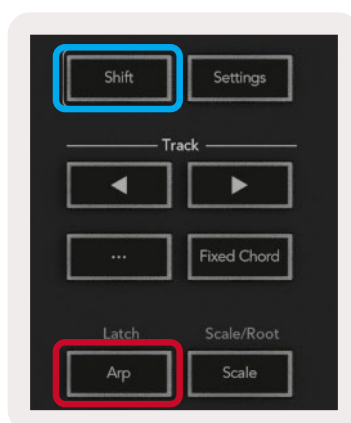 Shift Settings
Track
... Fixed Chord
Latch Scale/Root
Arp Scale